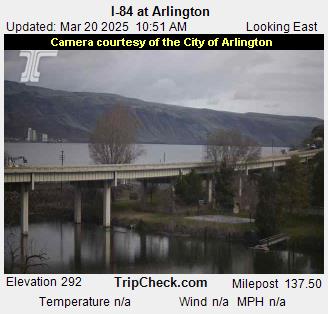 I-84 at Arlington
Updated: Mar 20 2025 10:51 AM Looking East
Camera courtesy of the City of Arlington
Elevation 292 TripCheck.com Milepost 137.50
Temperature n/a Wind n/a MPH n/a